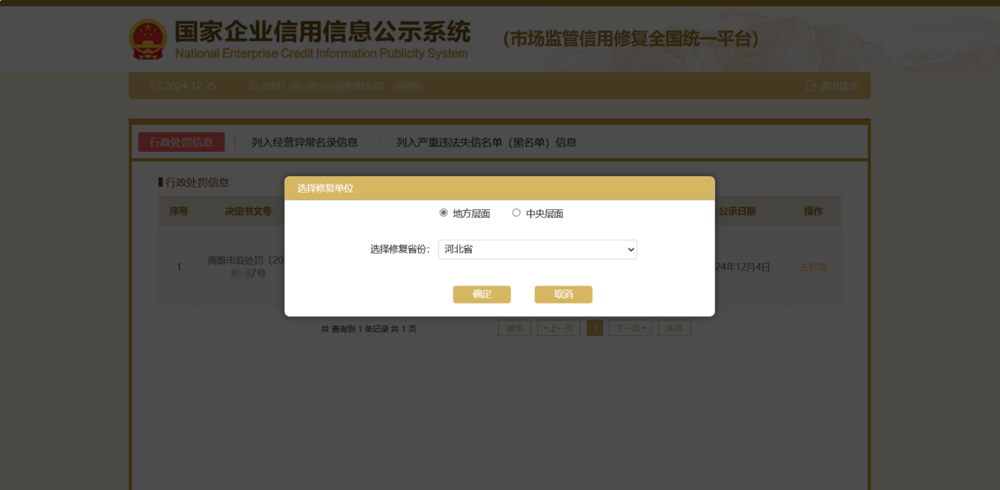 国家企业信用信息公示系统
National Enterprise Credit Information Publicity System
（市场监管信用修复全国统一平台）
2024-12-25 您好！ 有限公司 退出登录
行政处罚信息 列入经营异常名录信息 列入严重违法失信名单（黑名单）信息
行政处罚信息
选择修复单位
地方层面 中央层面
选择修复省份： 河北省
确定 取消
序号 决定书文号 公示日期 操作
1 商睢市监处罚〔20 7号 24年12月4日 去修复
共 查询到 1 条记录 共 1 页 首页 上一页 1 下一页 末页